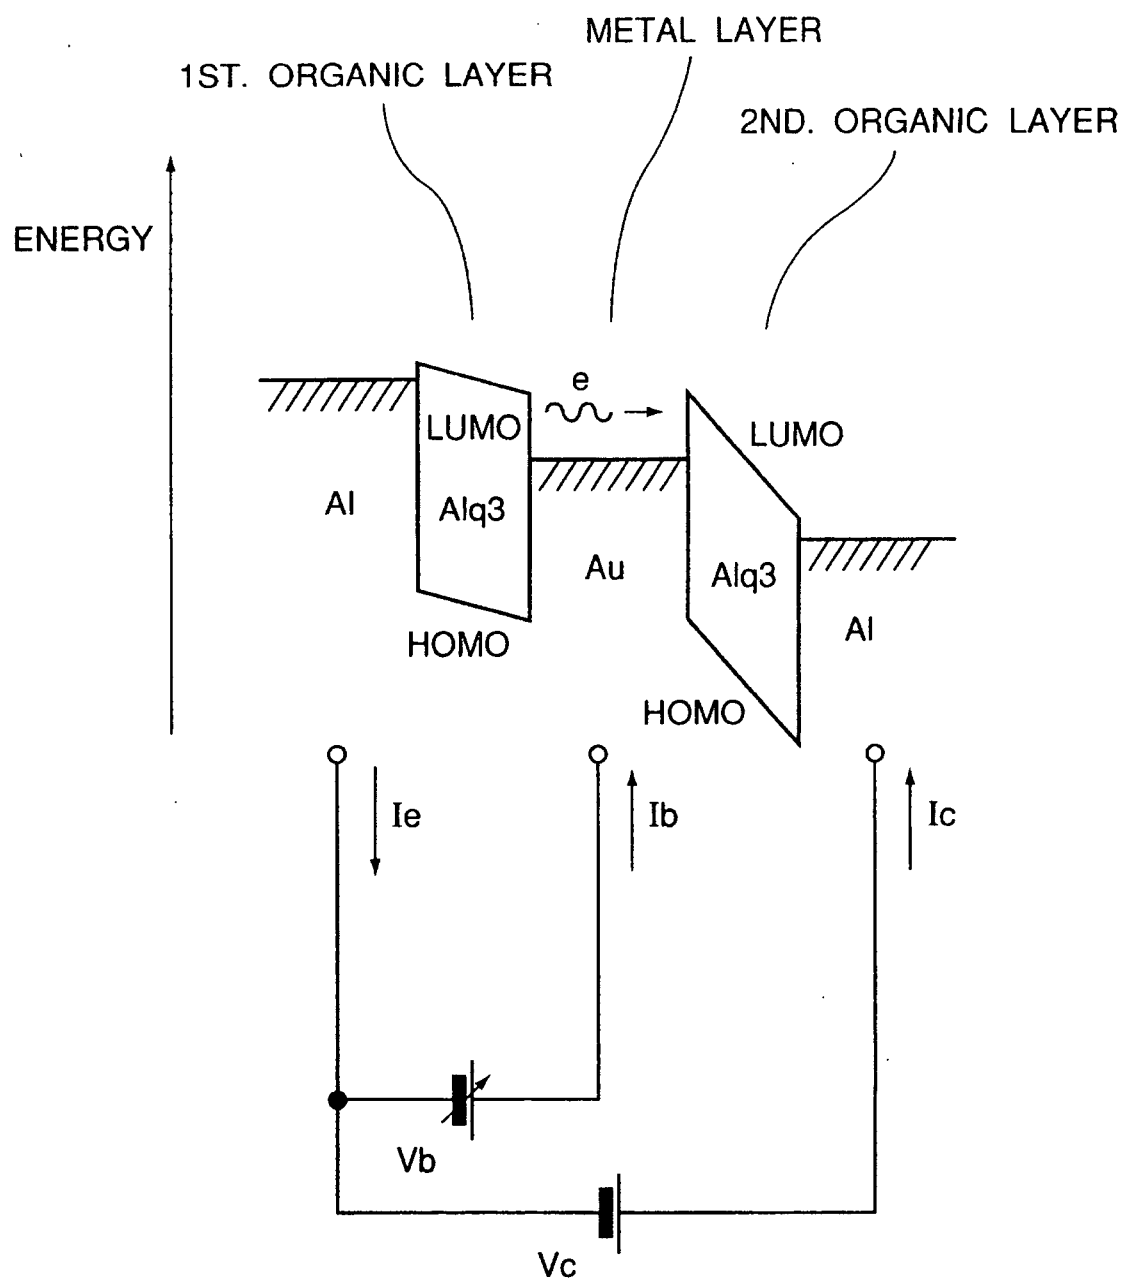 METAL LAYER
1ST. ORGANIC LAYER
2ND. ORGANIC LAYER
ENERGY
e
LUMO
LUMO
Al
Alq3
Au
Alq3
Al
HOMO
HOMO
Ie
Ib
Ic
Vb
Vc